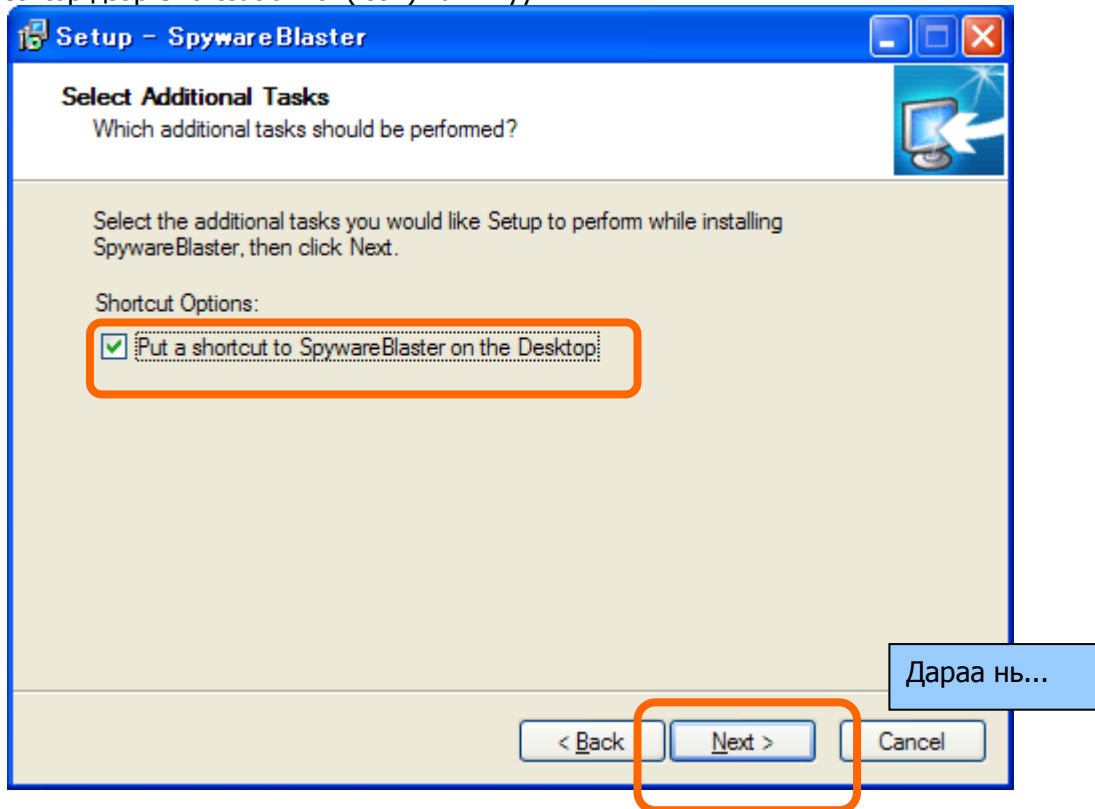 Setup - SpywareBlaster
Select Additional Tasks
Which additional tasks should be performed?
Select the additional tasks you would like Setup to perform while installing
SpywareBlaster, then click Next.
Shortcut Options:
Put a shortcut to SpywareBlaster on the Desktop
Дараа нь...
< Back Next > Cancel